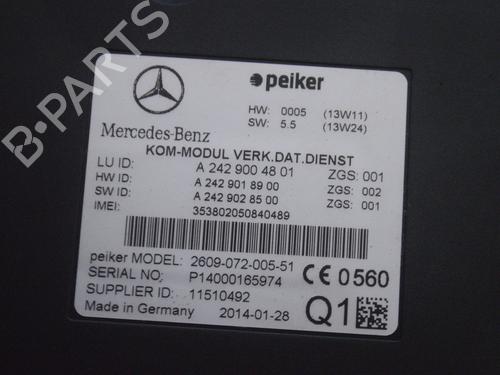 B-PARTS
peiker
HW: 0005 (13W11)
SW: 5.5 (13W24)
Mercedes-Benz
KOM-MODUL VERK.DAT.DIENST
LU ID: A 242 900 48 01 ZGS: 001
HW ID: A 242 901 89 00 ZGS: 002
SW ID: A 242 902 85 00 ZGS: 001
IMEI: 353802050840489
peiker MODEL: 2609-072-005-51
SERIAL NO: P14000165974 CE 0560
SUPPLIER ID: 11510492
Made in Germany 2014-01-28 Q1